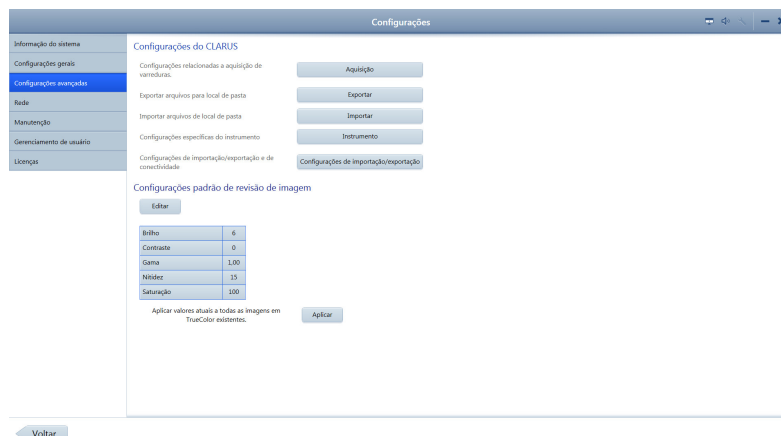 Configurações
Informação do sistema
Configurações gerais
Configurações avançadas
Rede
Manutenção
Gerenciamento de usuário
Licenças
Configurações do CLARUS
Configurações relacionadas a aquisição de
varreduras.
Aquisição
Exportar arquivos para local de pasta
Exportar
Importar arquivos de local de pasta
Importar
Configurações específicas do instrumento
Instrumento
Configurações de importação/exportação e de
conectividade
Configurações de importação/exportação
Configurações padrão de revisão de imagem
Editar
Brilho 6
Contraste 0
Gama 1,00
Nitidez 15
Saturação 100
Aplicar valores atuais a todas as imagens em
TrueColor existentes.
Aplicar
Voltar